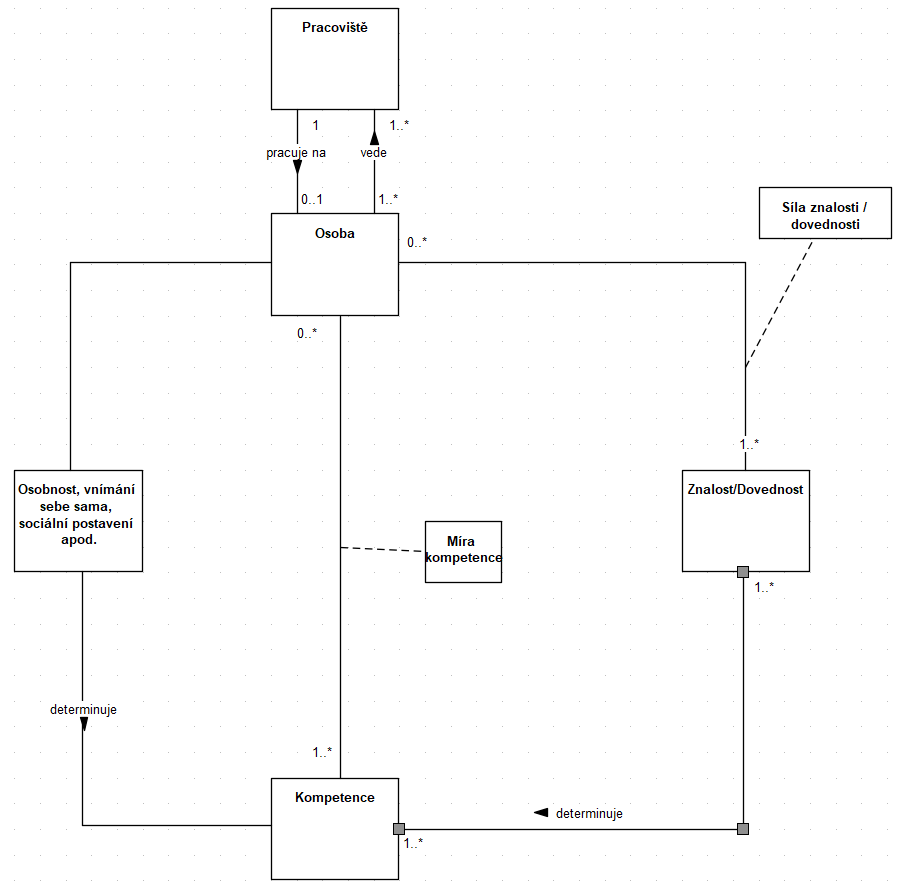 Pracoviště
1
1..*
pracuje na
vede
0..1
1..*
Osoba
0..*
Síla znalosti /
dovednosti
0..*
1..*
Osobnost, vnímání
sebe sama,
sociální postavení
apod.
Znalost/Dovednost
Míra
kompetence
1..*
determinuje
1..*
Kompetence
determinuje
1..*